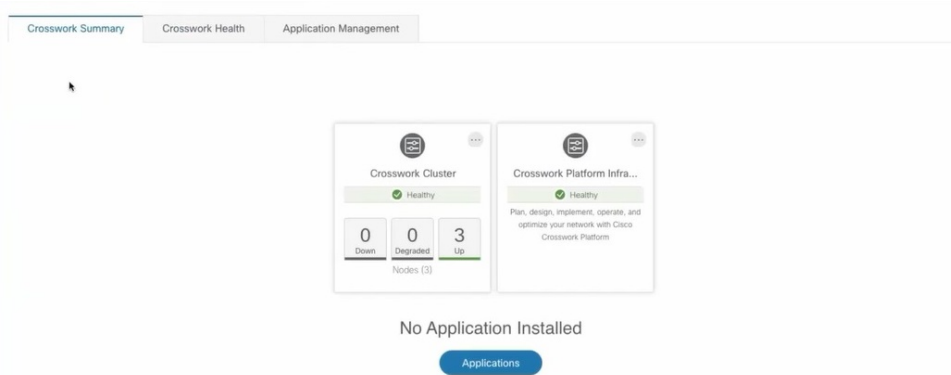 Crosswork Summary
Crosswork Health
Application Management
Crosswork Cluster
Healthy
0
Down
0
Degraded
3
Up
Nodes (3)
Crosswork Platform Infra...
Healthy
Plan, design, implement, operate, and
optimize your network with Cisco
Crosswork Platform
No Application Installed
Applications